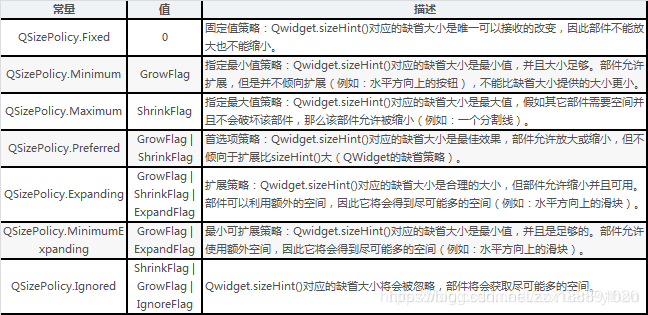 常量 值 描述
QSizePolicy.Fixed 0 固定值策略：Qwidget.sizeHint()对应的缺省大小是唯一可以接收的改变，因此部件不能放
大也不能缩小。
QSizePolicy.Minimum GrowFlag 指定最小值策略：Qwidget.sizeHint()对应的缺省大小是最小值，并且大小足够。部件允许
扩展，但是并不倾向扩展（例如：水平方向上的按钮），不能比缺省大小提供的大小更小。
QSizePolicy.Maximum ShrinkFlag 指定最大值策略：Qwidget.sizeHint()对应的缺省大小是最大值，假如其它部件需要空间并
且不会破坏该部件，那么该部件允许被缩小（例如：一个分割线）。
QSizePolicy.Preferred GrowFlag |
ShrinkFlag
首选项策略：Qwidget.sizeHint()对应的缺省大小是最佳效果，部件允许放大或缩小，但不
倾向于扩展比sizeHint()大（QWidget的缺省策略）。
QSizePolicy.Expanding GrowFlag |
ShrinkFlag |
ExpandFlag
扩展策略：Qwidget.sizeHint()对应的缺省大小是合理的大小，但部件允许缩小并且可用。
部件可以利用额外的空间，因此它将会得到尽可能多的空间（例如：水平方向上的滑块）。
QSizePolicy.MinimumE
xpanding
GrowFlag |
ExpandFlag
最小可扩展策略：Qwidget.sizeHint()对应的缺省大小是最小值，并且是足够的。部件允许
使用额外空间，因此它将会得到尽可能多的空间（例如：水平方向上的滑块）。
QSizePolicy.Ignored ShrinkFlag |
GrowFlag |
IgnoreFlag
Qwidget.sizeHint()对应的缺省大小将会被忽略，部件将会获取尽可能多的空间。